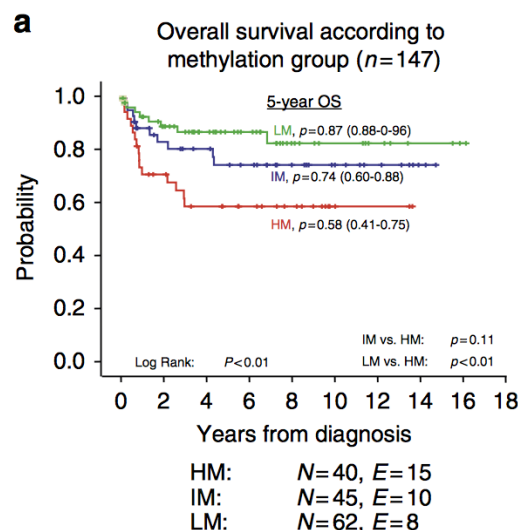 a
Overall survival according to
methylation group (n=147)
5-year OS
LM, p=0.87 (0.88-0.96)
IM, p=0.74 (0.60-0.88)
HM, p=0.58 (0.41-0.75)
1.0
0.8
0.6
0.4
0.2
0.0
Probability
IM vs. HM: p=0.11
Log Rank: P<0.01 LM vs. HM: p<0.01
0 2 4 6 8 10 12 14 16 18
Years from diagnosis
HM: N=40, E=15
IM: N=45, E=10
LM: N=62, E=8